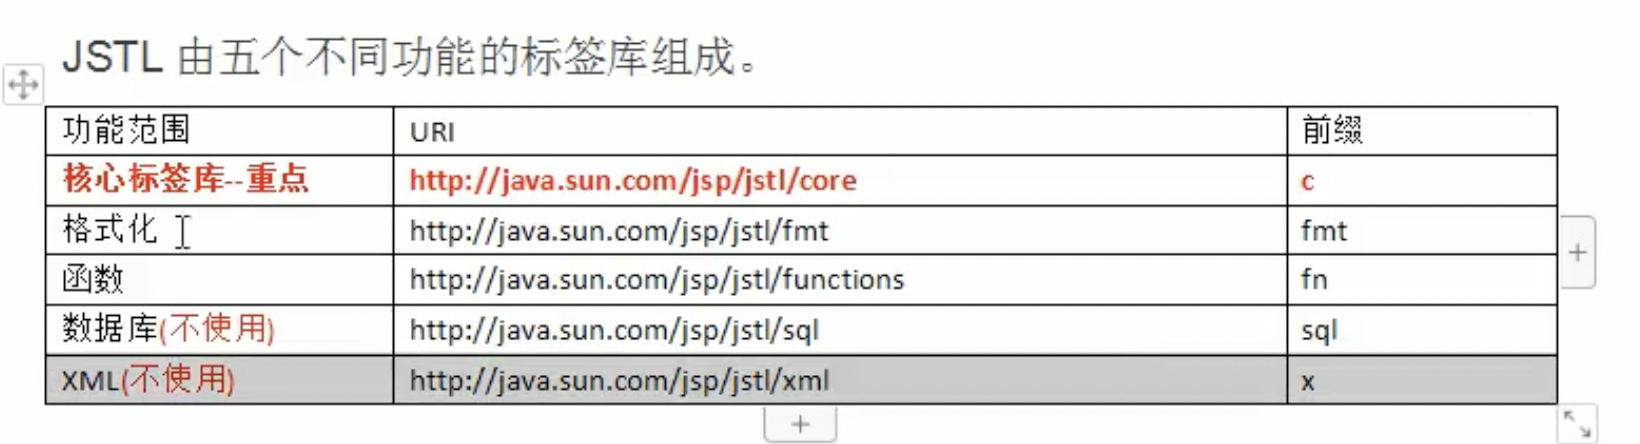 JSTL 由五个不同功能的标签库组成。
功能范围 URI 前缀
核心标签库--重点 http://java.sun.com/jsp/jstl/core c
格式化 http://java.sun.com/jsp/jstl/fmt fmt
函数 http://java.sun.com/jsp/jstl/functions fn
数据库(不使用) http://java.sun.com/jsp/jstl/sql sql
XML(不使用) http://java.sun.com/jsp/jstl/xml x